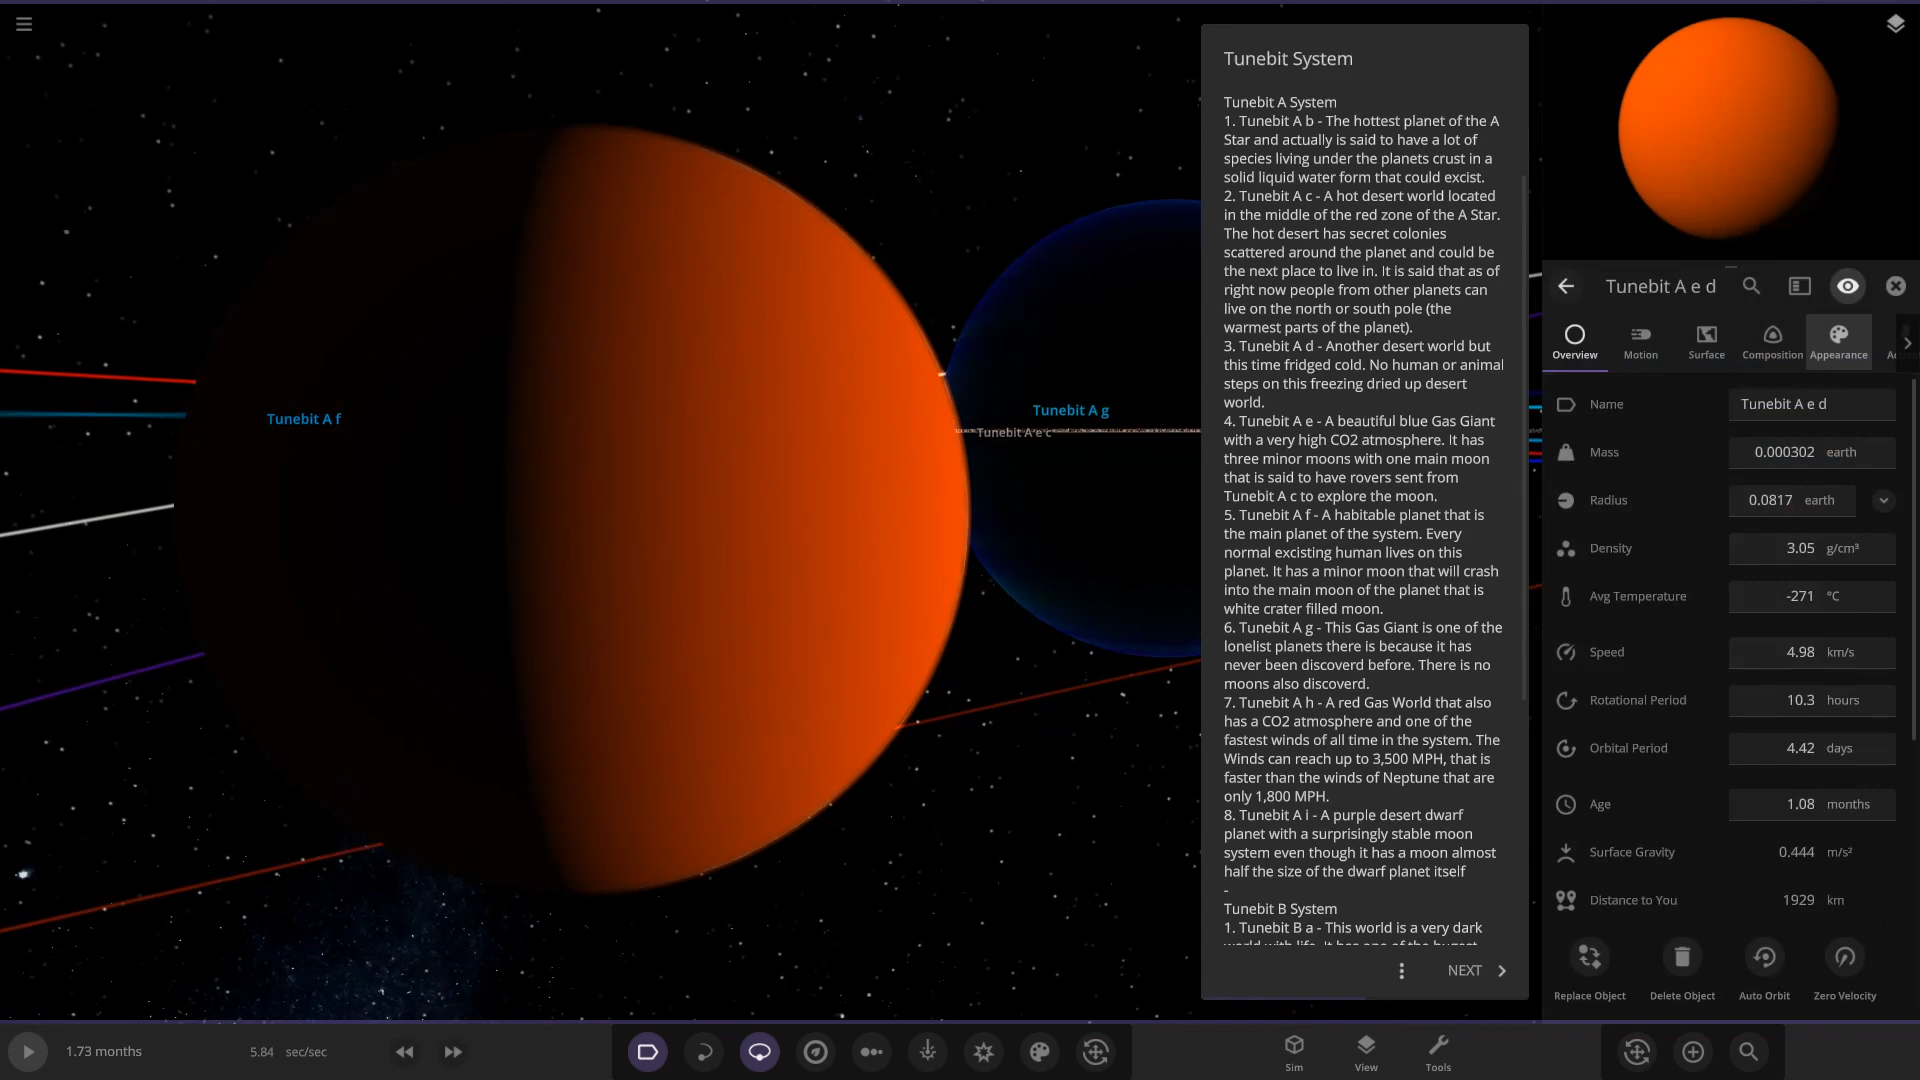 Tunebit A f
Tunebit A g
Tunebit A e c
Tunebit System
Tunebit A System
1. Tunebit A b - The hottest planet of the A
Star and actually is said to have a lot of
species living under the planets crust in a
solid liquid water form that could excist.
2. Tunebit A c - A hot desert world located
in the middle of the red zone of the A Star.
The hot desert has secret colonies
scattered around the planet and could be
the next place to live in. It is said that as of
right now people from other planets can
live on the north or south pole (the
warmest parts of the planet).
3. Tunebit A d - Another desert world but
this time fridged cold. No human or animal
steps on this freezing dried up desert
world.
4. Tunebit A e - A beautiful blue Gas Giant
with a very high CO2 atmosphere. It has
three minor moons with one main moon
that is said to have rovers sent from
Tunebit A c to explore the moon.
5. Tunebit A f - A habitable planet that is
the main planet of the system. Every
normal excisting human lives on this
planet. It has a minor moon that will crash
into the main moon of the planet that is
white crater filled moon.
6. Tunebit A g - This Gas Giant is one of the
lonelist planets there is because it has
never been discoverd before. There is no
moons also discoverd.
7. Tunebit A h - A red Gas World that also
has a CO2 atmosphere and one of the
fastest winds of all time in the system. The
Winds can reach up to 3,500 MPH, that is
faster than the winds of Neptune that are
only 1,800 MPH.
8. Tunebit A i - A purple desert dwarf
planet with a surprisingly stable moon
system even though it has a moon almost
half the size of the dwarf planet itself
-
Tunebit B System
1. Tunebit B a - This world is a very dark
world with life. It has one of the hugest
NEXT
Tunebit A e d
Overview Motion Surface Composition Appearance
Name Tunebit A e d
Mass 0.000302 earth
Radius 0.0817 earth
Density 3.05 g/cm³
Avg Temperature -271 °C
Speed 4.98 km/s
Rotational Period 10.3 hours
Orbital Period 4.42 days
Age 1.08 months
Surface Gravity 0.444 m/s²
Distance to You 1929 km
Replace Object Delete Object Auto Orbit Zero Velocity
1.73 months 5.84 sec/sec
Sim View Tools